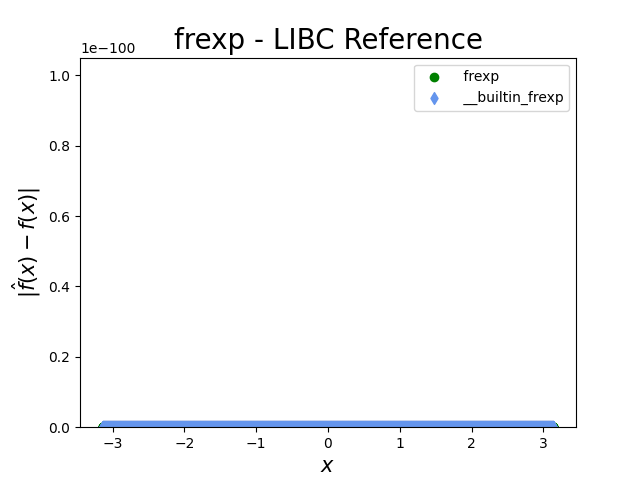 frexp - LIBC Reference
1e−100
frexp
__builtin_frexp
1.0
0.8
0.6
0.4
0.2
0.0
|f̂(x) − f(x)|
−3
−2
−1
0
1
2
3
x